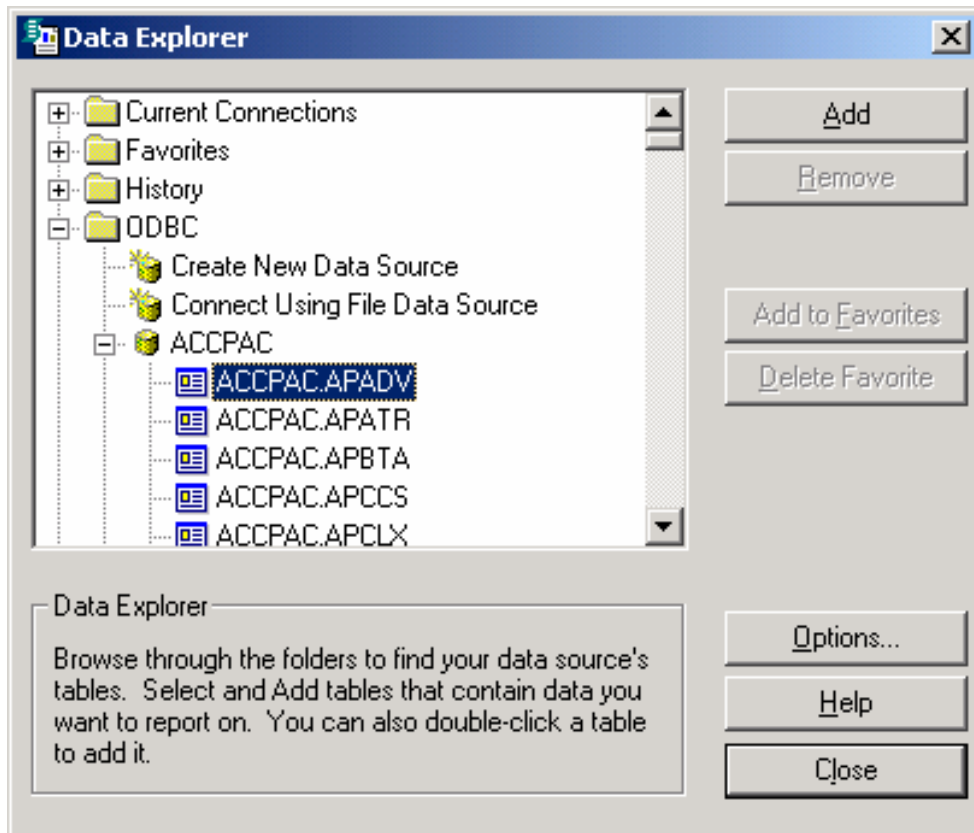 Data Explorer
Current Connections
Favorites
History
ODBC
Create New Data Source
Connect Using File Data Source
ACCPAC
ACCPAC.APADV
ACCPAC.APATR
ACCPAC.APBTA
ACCPAC.APCCS
ACCPAC.APCLX
Add
Remove
Add to Favorites
Delete Favorite
Data Explorer
Browse through the folders to find your data source's
tables. Select and Add tables that contain data you
want to report on. You can also double-click a table
to add it.
Options...
Help
Close